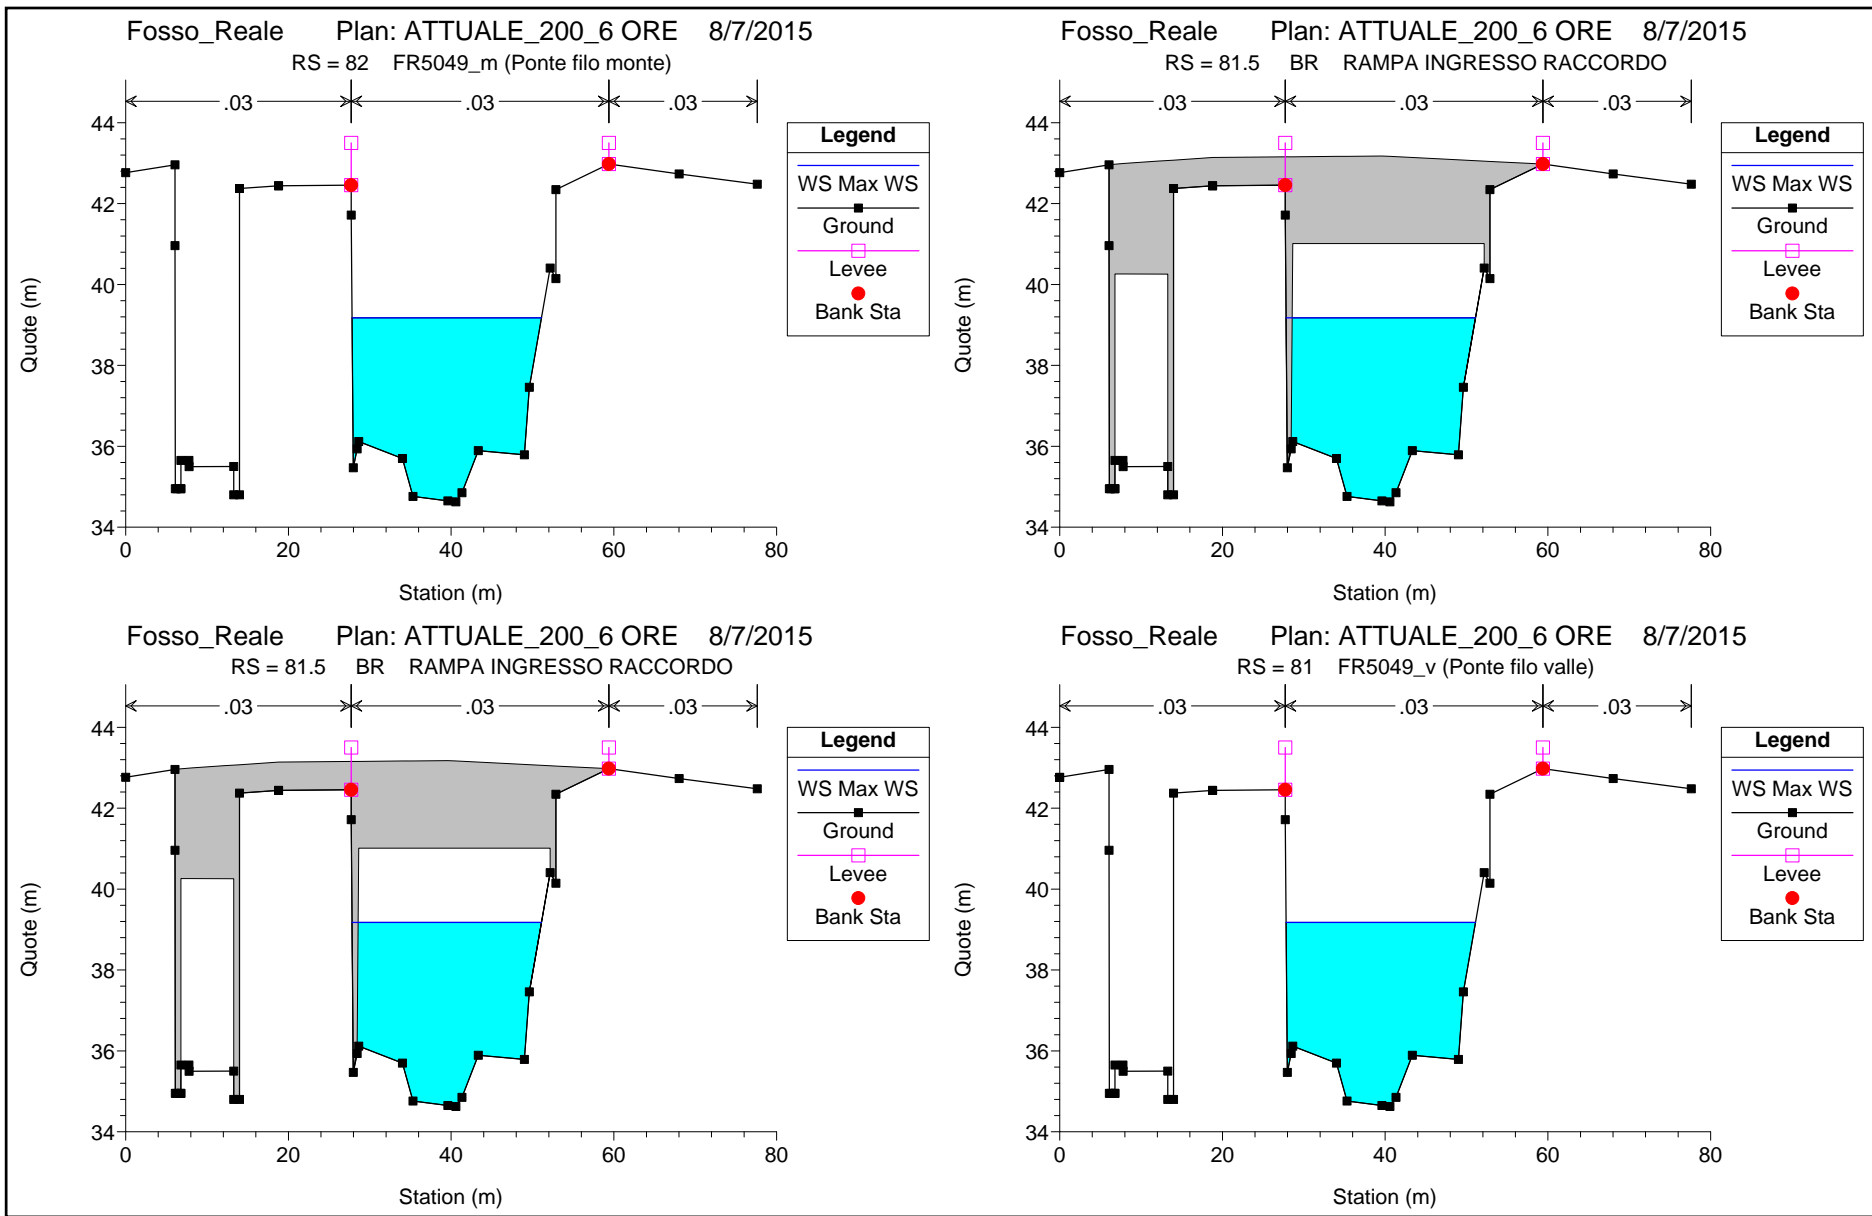 Fosso_Reale Plan: ATTUALE_200_6 ORE 8/7/2015
RS = 82 FR5049_m (Ponte filo monte)
.03 .03 .03
44
42
40
38
36
34
0 20 40 60 80
Quote (m)
Station (m)
Legend
WS Max WS
Ground
Levee
Bank Sta
Fosso_Reale Plan: ATTUALE_200_6 ORE 8/7/2015
RS = 81.5 BR RAMPA INGRESSO RACCORDO
.03 .03 .03
44
42
40
38
36
34
0 20 40 60 80
Quote (m)
Station (m)
Legend
WS Max WS
Ground
Levee
Bank Sta
Fosso_Reale Plan: ATTUALE_200_6 ORE 8/7/2015
RS = 81.5 BR RAMPA INGRESSO RACCORDO
.03 .03 .03
44
42
40
38
36
34
0 20 40 60 80
Quote (m)
Station (m)
Legend
WS Max WS
Ground
Levee
Bank Sta
Fosso_Reale Plan: ATTUALE_200_6 ORE 8/7/2015
RS = 81 FR5049_v (Ponte filo valle)
.03 .03 .03
44
42
40
38
36
34
0 20 40 60 80
Quote (m)
Station (m)
Legend
WS Max WS
Ground
Levee
Bank Sta